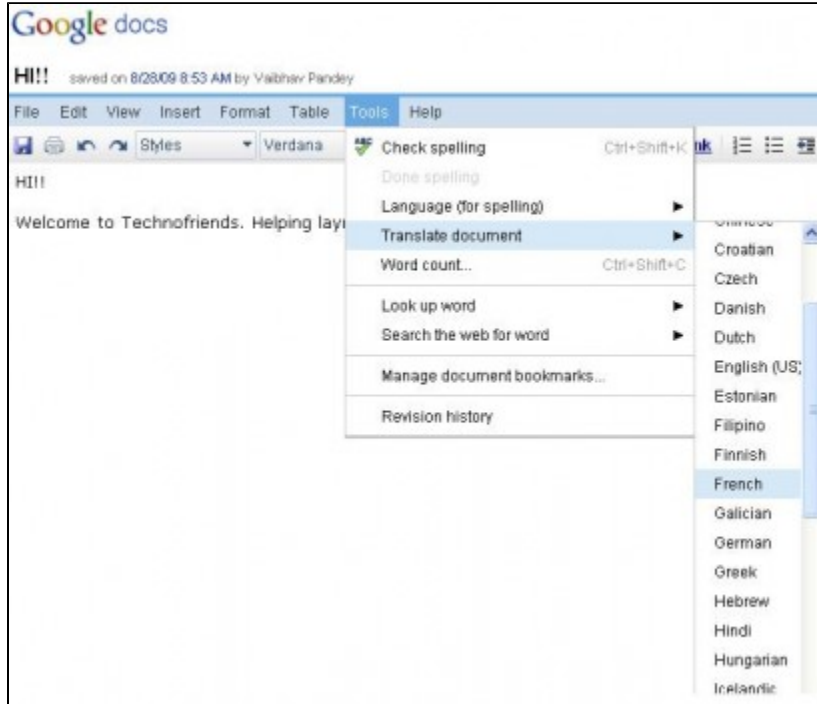 Google docs
HI!! saved on 8/28/09 8:53 AM by Vaibhav Pandey
File Edit View Insert Format Table Tools Help
Styles Verdana
HI!!
Welcome to Technofriends. Helping
Check spelling Ctrl+Shift+K
Done spelling
Language (for spelling)
Translate document
Word count... Ctrl+Shift+C
Look up word
Search the web for word
Manage document bookmarks...
Revision history
Chinese
Croatian
Czech
Danish
Dutch
English (US)
Estonian
Filipino
Finnish
French
Galician
German
Greek
Hebrew
Hindi
Hungarian
Icelandic